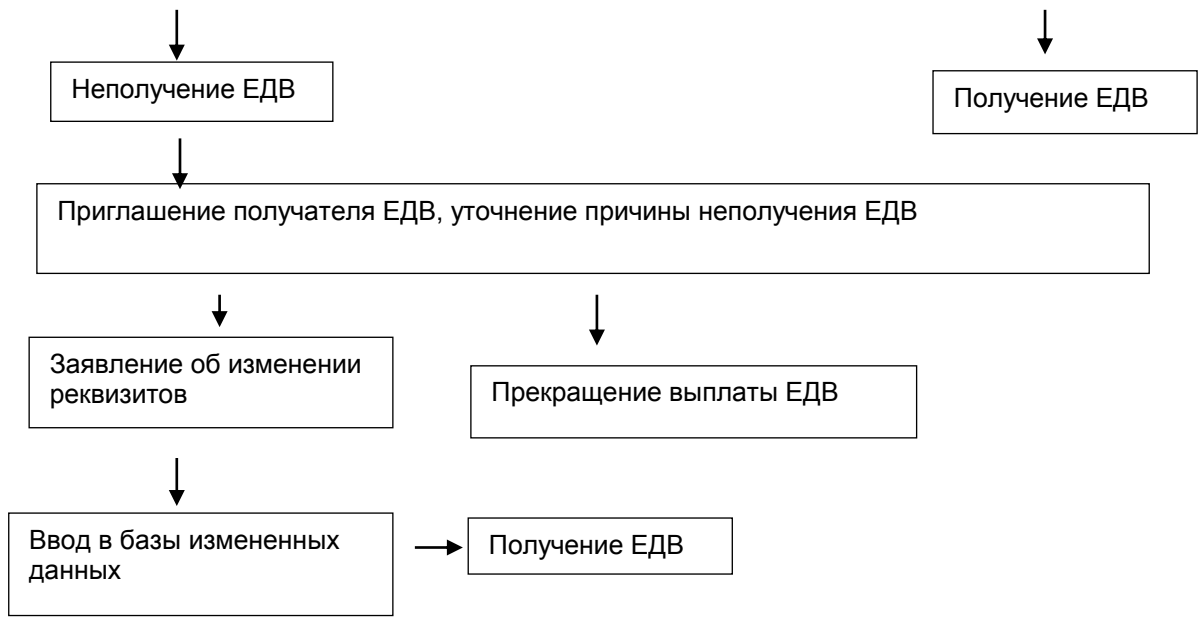 Неполучение ЕДВ
Получение ЕДВ
Приглашение получателя ЕДВ, уточнение причины неполучения ЕДВ
Заявление об изменении
реквизитов
Прекращение выплаты ЕДВ
Ввод в базы измененных
данных
Получение ЕДВ